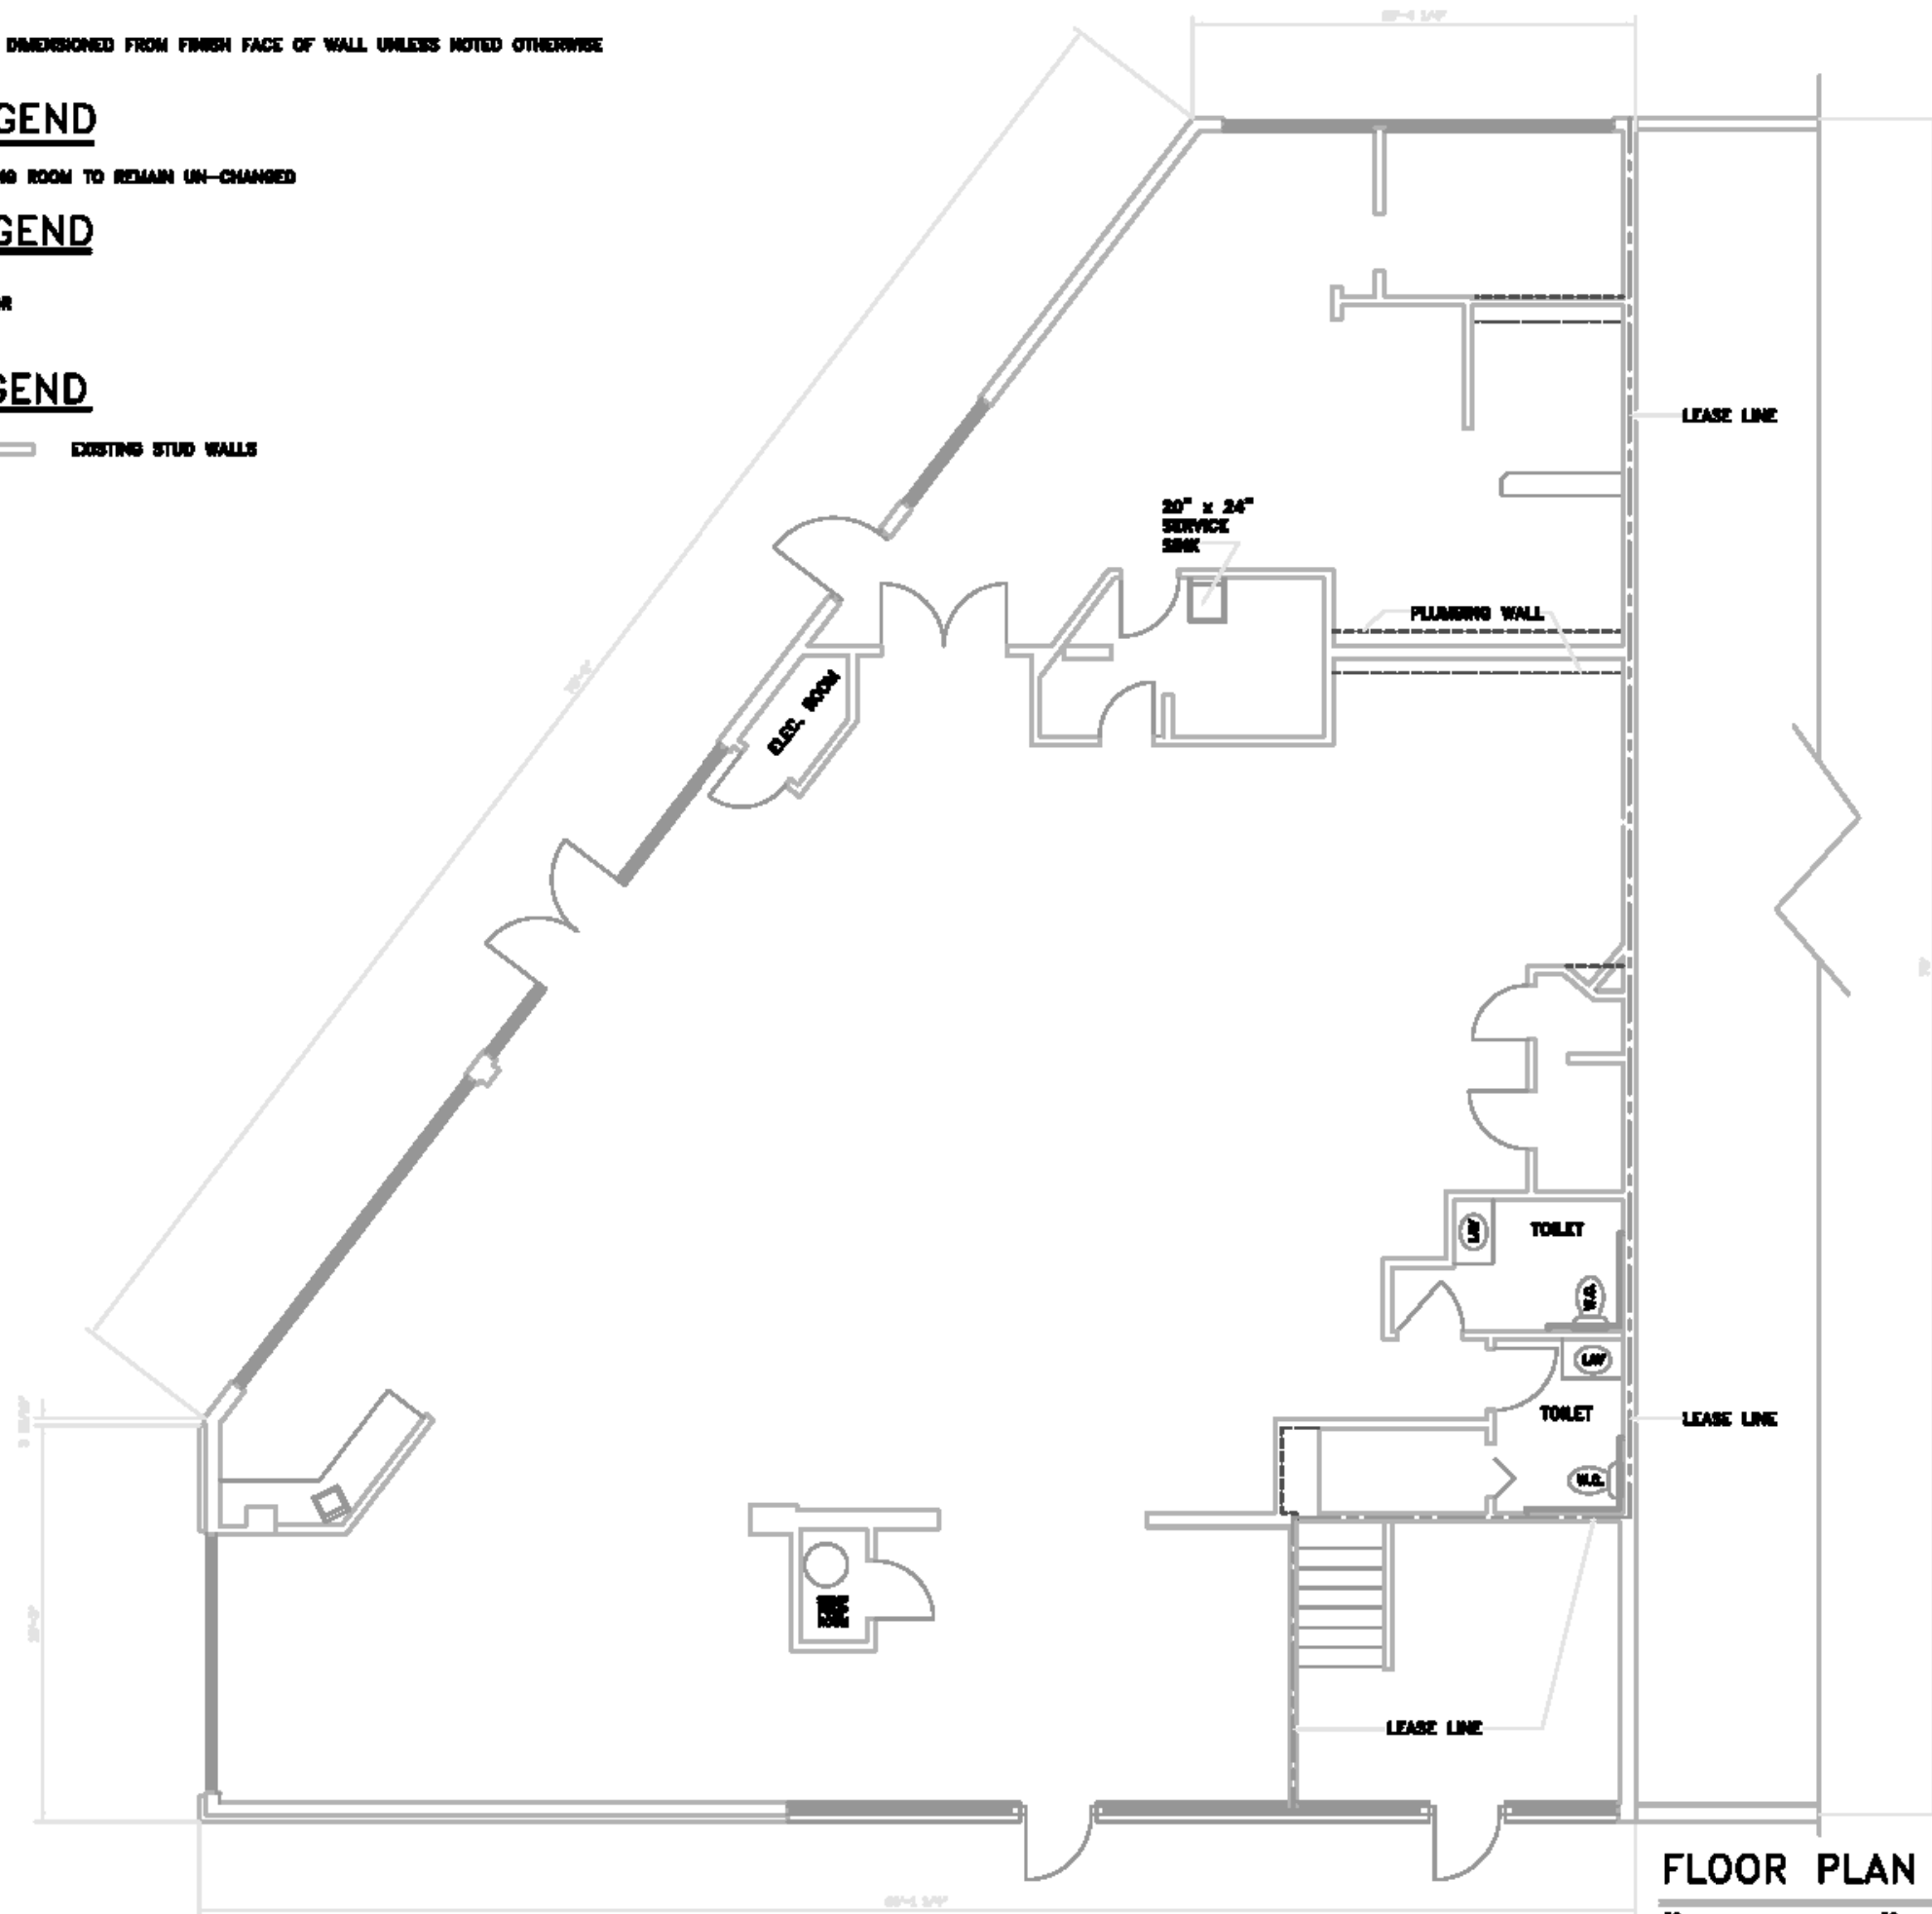 DIMENSIONED FROM FINISH FACE OF WALL UNLESS NOTED OTHERWISE
GEND
ROOM TO REMAIN UN-CHANGED
GEND
GEND
EXISTING STUD WALLS
LEASE LINE
20" x 24"
SERVICE
SINK
PLUMBING WALL
ELEC. ROOM
LAV
TOILET
W.C.
LAV
TOILET
LEASE LINE
W.C.
ROOM
LEASE LINE
FLOOR PLAN